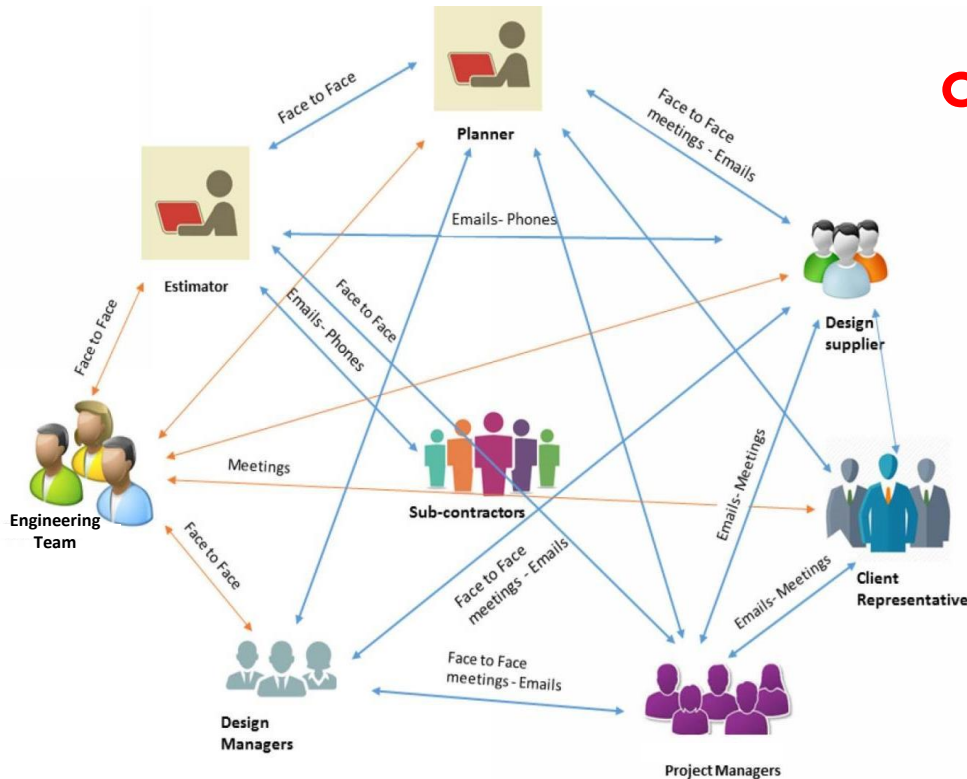 Face to Face
Planner
Face to Face
meetings - Emails
Emails- Phones
Estimator
Face to Face
Emails- Phones
Face to Face
Design
supplier
Meetings
Sub-contractors
Engineering
Team
Emails- Meetings
Face to Face
Face to Face
meetings - Emails
Emails- Meetings
Client
Representative
Face to Face
meetings - Emails
Design
Managers
Project Managers